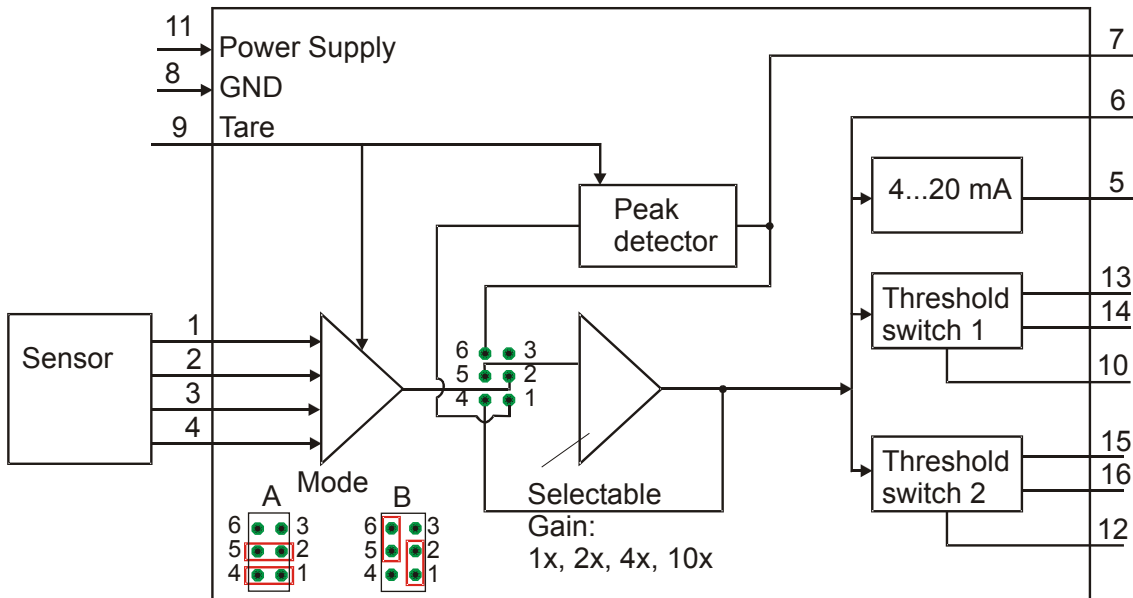 11
Power Supply
7
8
GND
6
9
Tare
4...20 mA
5
Peak
detector
13
Threshold
switch 1
14
10
Sensor
1
2
3
4
6
3
5
2
4
1
15
Threshold
switch 2
16
12
Mode
A
B
6
3
5
2
4
1
6
3
5
2
4
1
Selectable
Gain:
1x, 2x, 4x, 10x